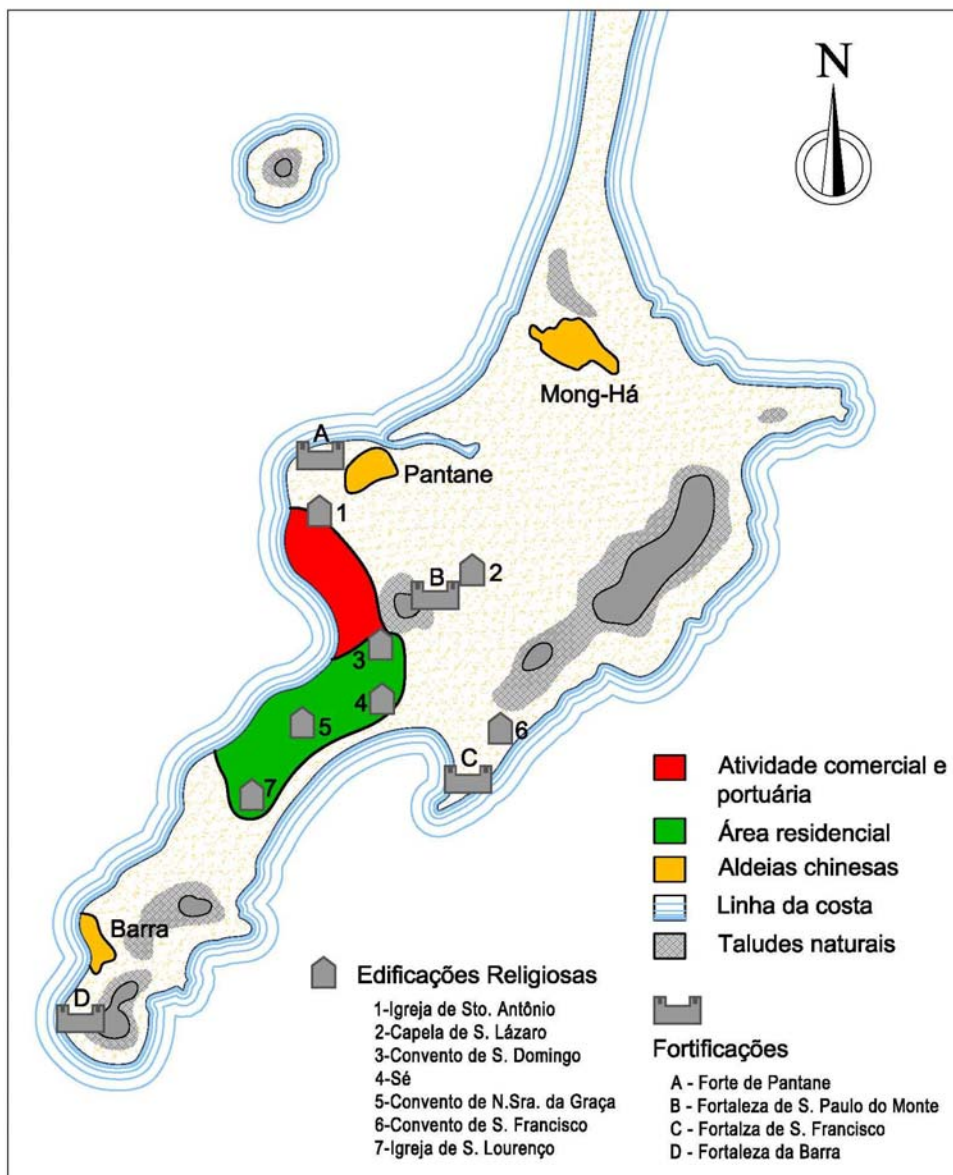 N
Mong-Há
A
Pantane
1
B
2
3
4
5
6
C
7
Barra
D
Atividade comercial e
portuária
Área residencial
Aldeias chinesas
Linha da costa
Taludes naturais
Edificações Religiosas
1-Igreja de Sto. Antônio
2-Capela de S. Lázaro
3-Convento de S. Domingo
4-Sé
5-Convento de N.Sra. da Graça
6-Convento de S. Francisco
7-Igreja de S. Lourenço
Fortificações
A - Forte de Pantane
B - Fortaleza de S. Paulo do Monte
C - Fortalza de S. Francisco
D - Fortaleza da Barra